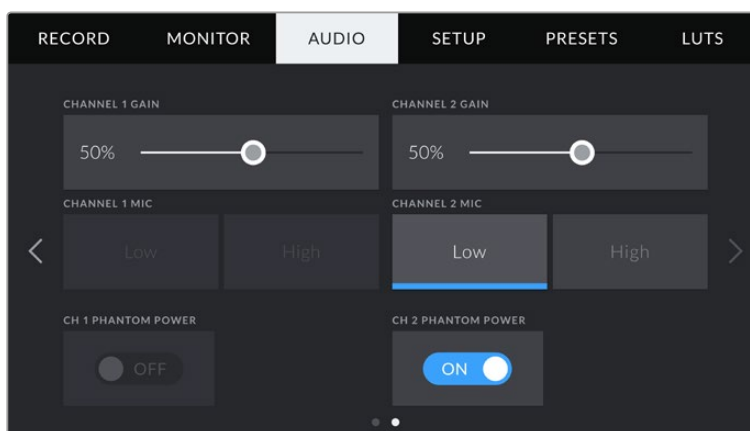 RECORD MONITOR AUDIO SETUP PRESETS LUTS
CHANNEL 1 GAIN CHANNEL 2 GAIN
50% 50%
CHANNEL 1 MIC CHANNEL 2 MIC
Low High Low High
CH 1 PHANTOM POWER CH 2 PHANTOM POWER
OFF ON